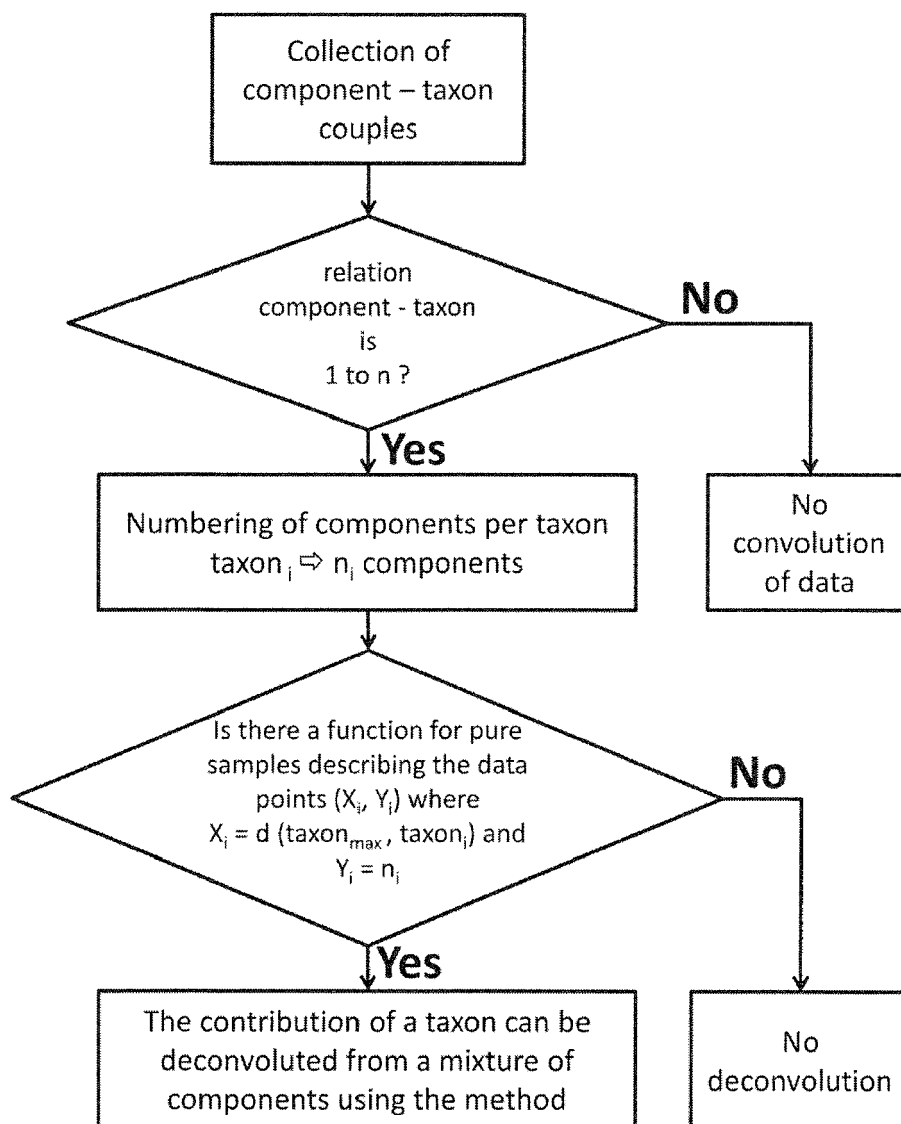 Collection of
component – taxon
couples
relation
component - taxon
is
1 to n ?
No
Yes
Numbering of components per taxon
taxon i ⇨ ni components
No
convolution
of data
Is there a function for pure
samples describing the data
points (Xi, Yi) where
Xi = d (taxonmax, taxoni) and
Yi = ni
No
Yes
The contribution of a taxon can be
deconvoluted from a mixture of
components using the method
No
deconvolution